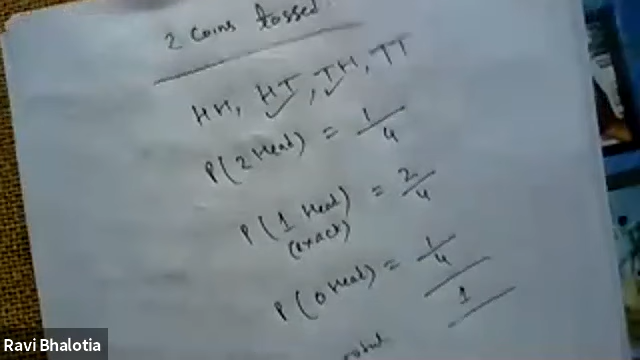 2 coins tossed.
HH, HT, TH, TT
P(2 Head) = 1/4
P(1 Head) = 2/4
(exact)
P(0 Head) = 1/4
1
Ravi Bhalotia